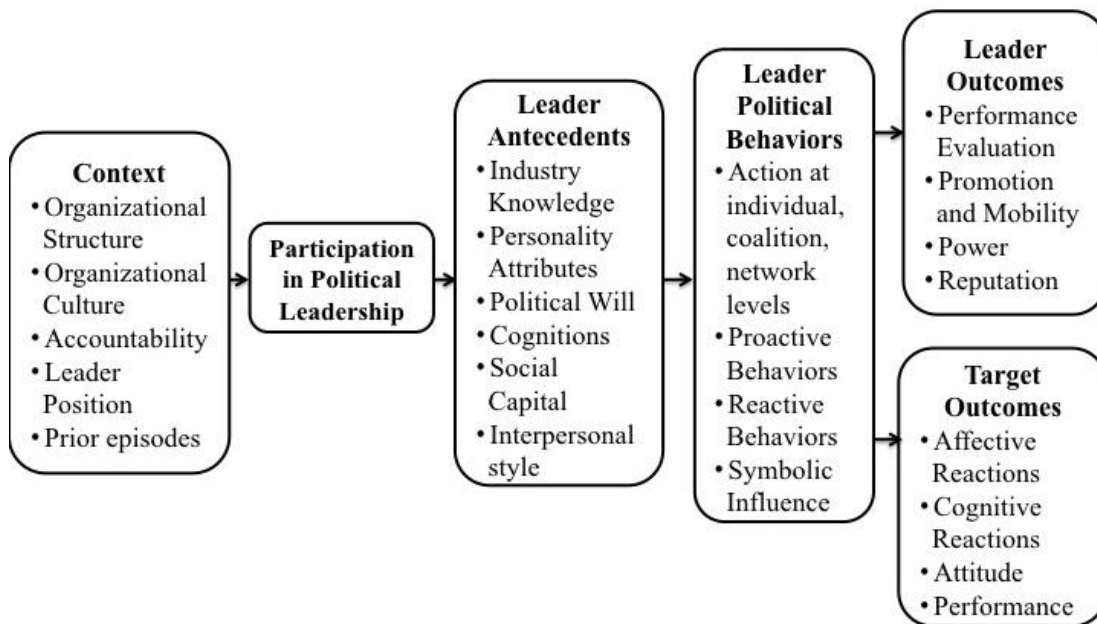 Context
• Organizational
Structure
• Organizational
Culture
• Accountability
• Leader
Position
• Prior episodes
Participation
in Political
Leadership
Leader
Antecedents
• Industry
Knowledge
• Personality
Attributes
• Political Will
• Cognitions
• Social
Capital
• Interpersonal
style
Leader
Political
Behaviors
• Action at
individual,
coalition,
network
levels
• Proactive
Behaviors
• Reactive
Behaviors
• Symbolic
Influence
Leader
Outcomes
• Performance
Evaluation
• Promotion
and Mobility
• Power
• Reputation
Target
Outcomes
• Affective
Reactions
• Cognitive
Reactions
• Attitude
• Performance